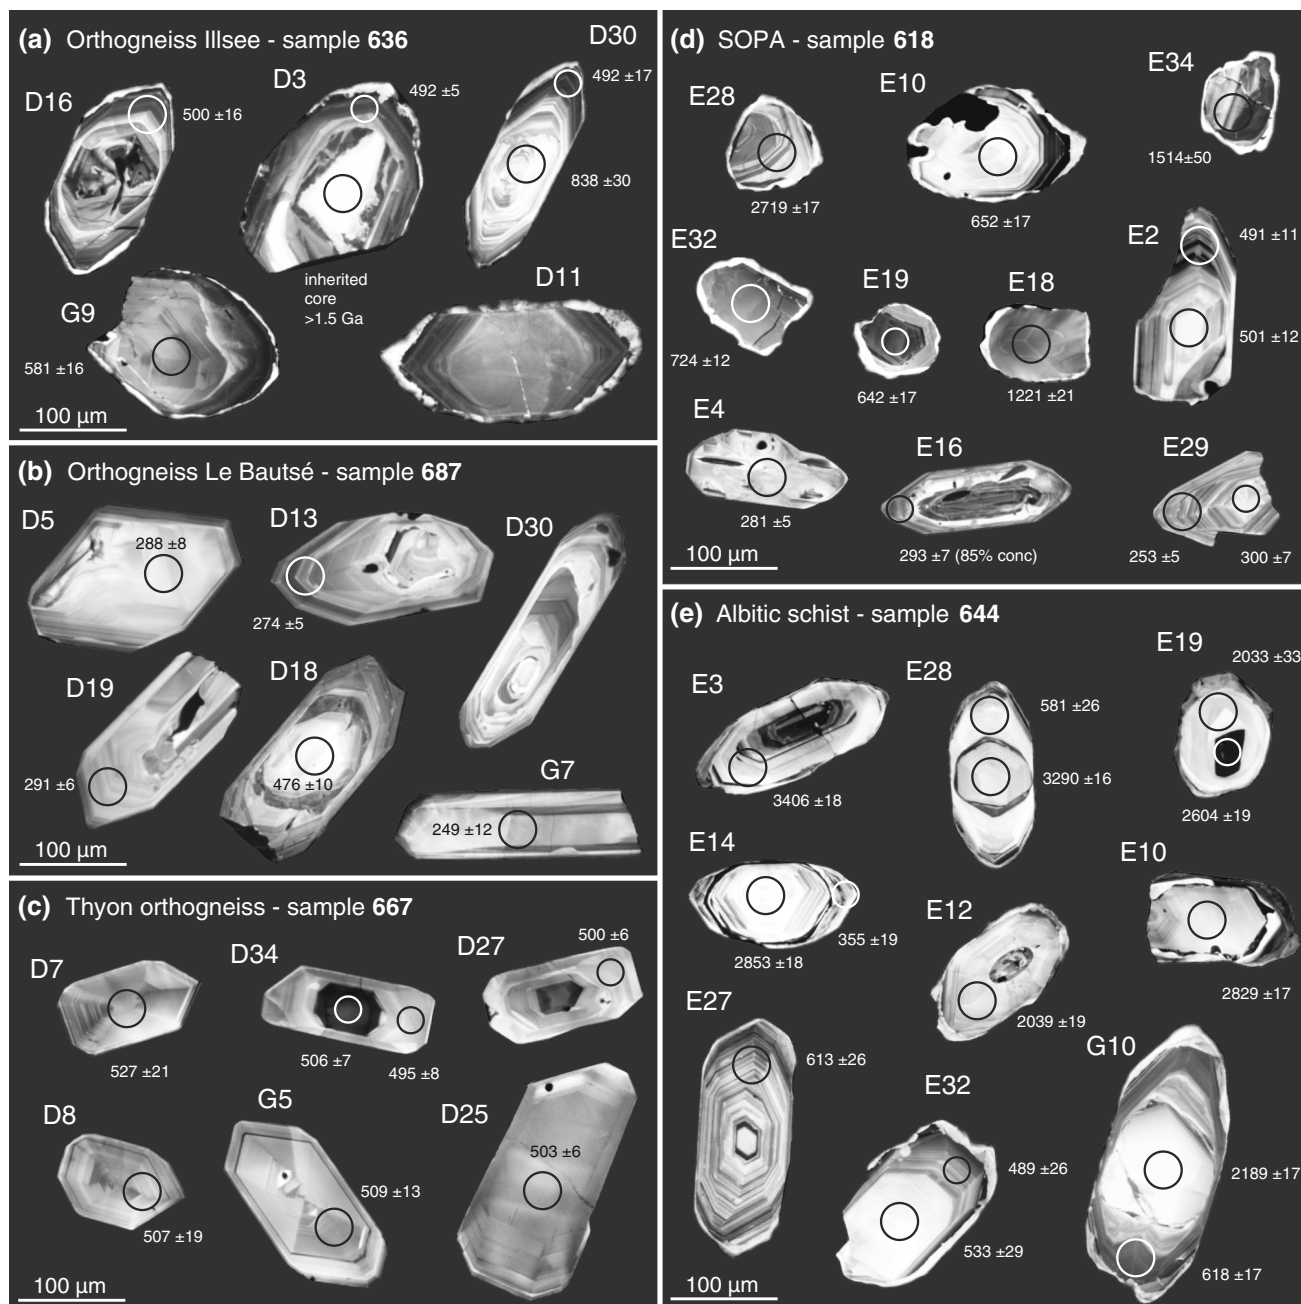 (a) Orthogneiss Illsee - sample 636
D16
500 ±16
D3
492 ±5
D30
492 ±17
838 ±30
inherited
core
>1.5 Ga
G9
581 ±16
D11
100 µm
(b) Orthogneiss Le Bautsé - sample 687
D5
288 ±8
D13
274 ±5
D30
D19
291 ±6
D18
476 ±10
G7
249 ±12
100 µm
(c) Thyon orthogneiss - sample 667
D7
527 ±21
D34
506 ±7
495 ±8
D27
500 ±6
D8
507 ±19
G5
509 ±13
D25
503 ±6
100 µm
(d) SOPA - sample 618
E28
2719 ±17
E10
652 ±17
E34
1514±50
E32
724 ±12
E19
642 ±17
E18
1221 ±21
E2
491 ±11
501 ±12
E4
281 ±5
E16
293 ±7 (85% conc)
E29
253 ±5
300 ±7
100 µm
(e) Albitic schist - sample 644
E3
3406 ±18
E28
581 ±26
3290 ±16
E19
2033 ±33
2604 ±19
E14
355 ±19
2853 ±18
E12
2039 ±19
E10
2829 ±17
E27
613 ±26
E32
489 ±26
533 ±29
G10
2189 ±17
618 ±17
100 µm